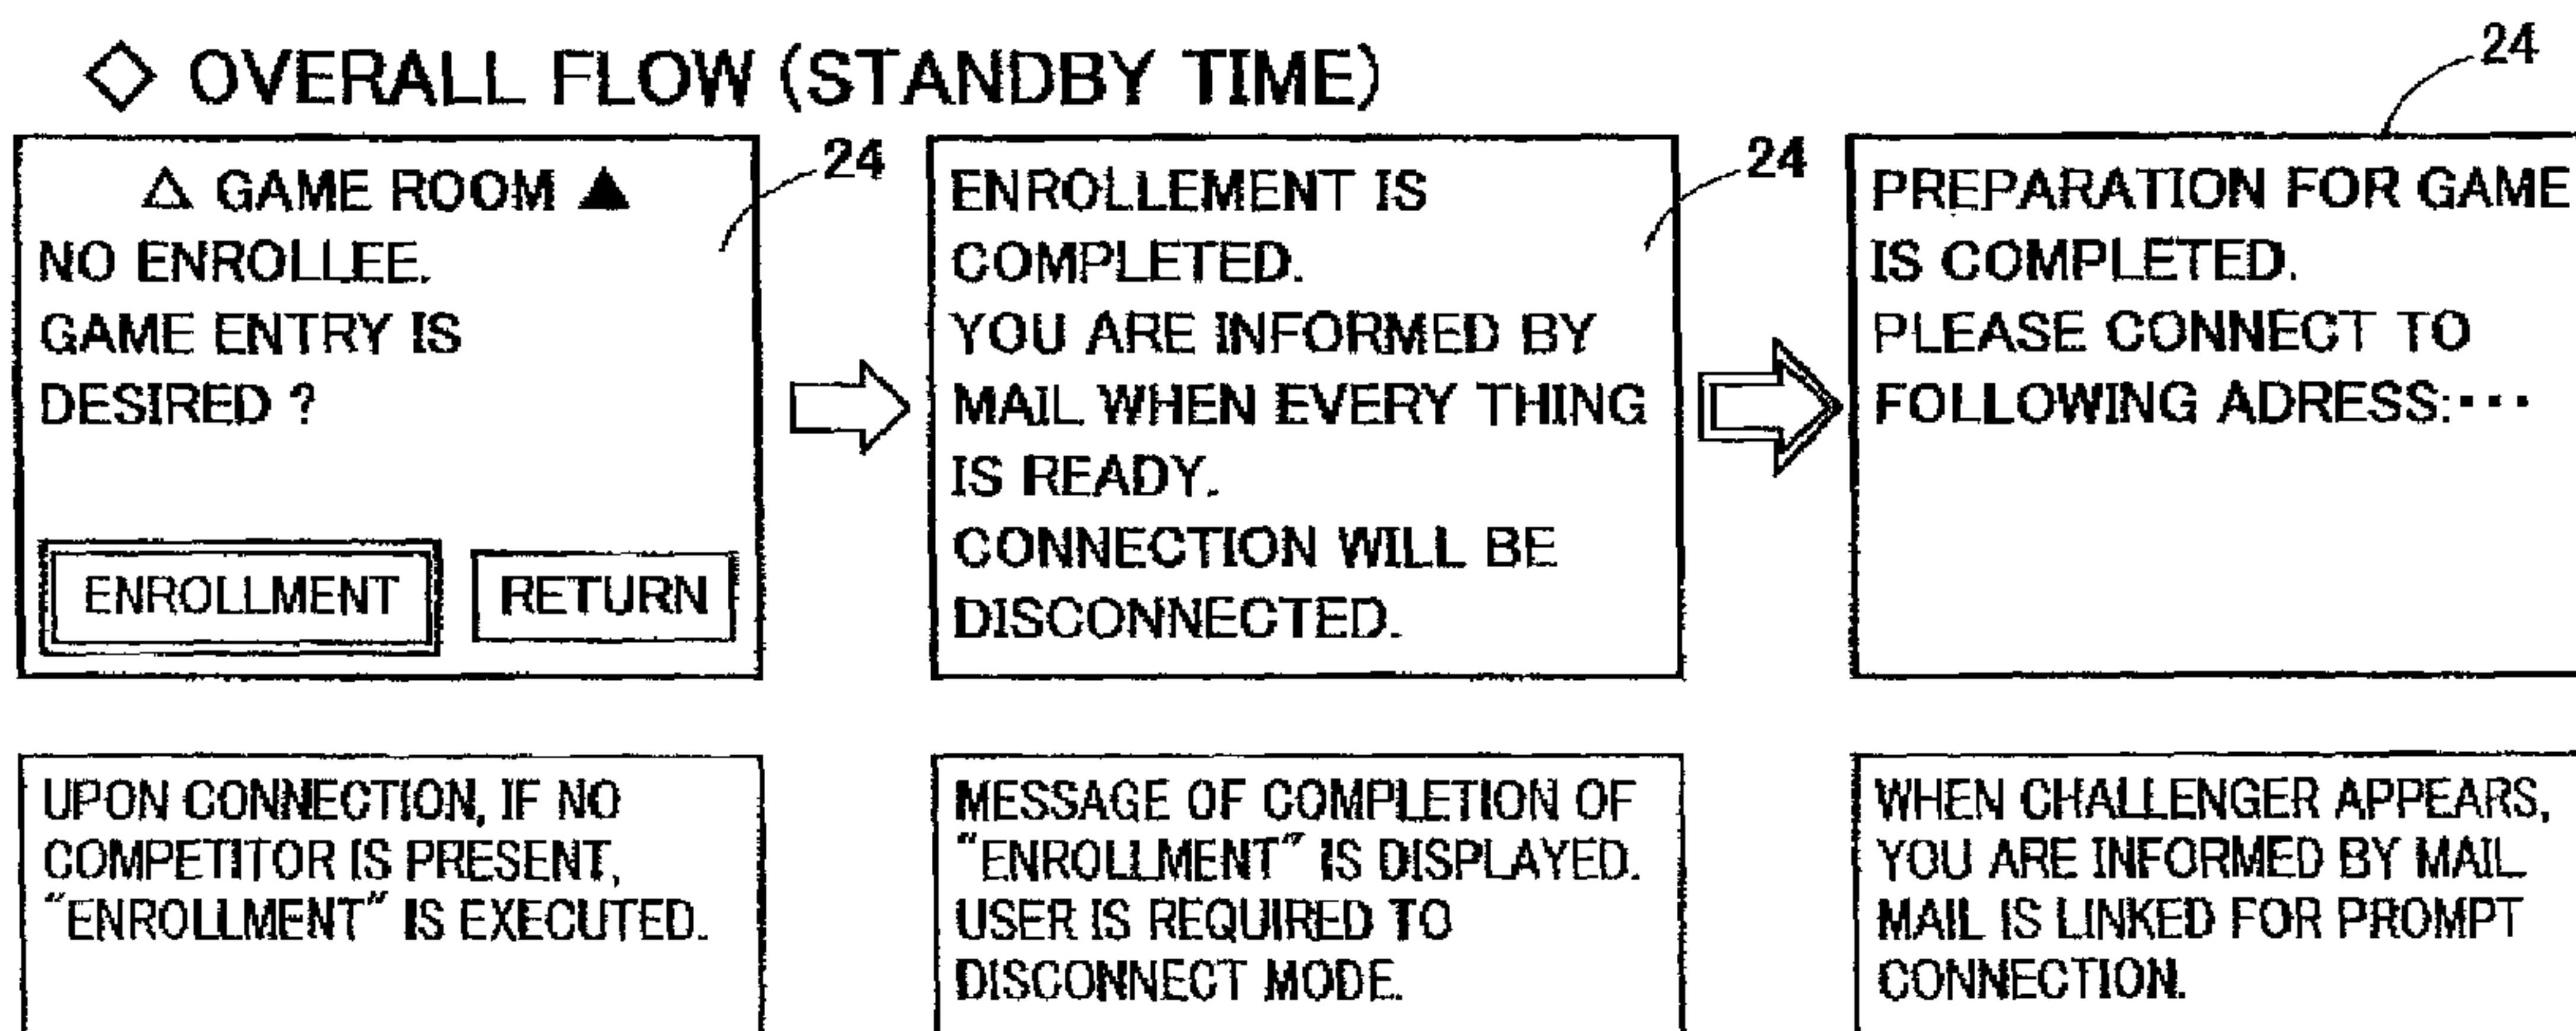 ◇ OVERALL FLOW (STANDBY TIME)
24
△ GAME ROOM ▲
NO ENROLLEE.
GAME ENTRY IS
DESIRED ?
ENROLLMENT
RETURN
24
ENROLLEMENT IS
COMPLETED.
YOU ARE INFORMED BY
MAIL WHEN EVERY THING
IS READY.
CONNECTION WILL BE
DISCONNECTED.
24
PREPARATION FOR GAME
IS COMPLETED.
PLEASE CONNECT TO
FOLLOWING ADRESS:···
UPON CONNECTION, IF NO
COMPETITOR IS PRESENT,
"ENROLLMENT" IS EXECUTED.
MESSAGE OF COMPLETION OF
"ENROLLMENT" IS DISPLAYED.
USER IS REQUIRED TO
DISCONNECT MODE.
WHEN CHALLENGER APPEARS,
YOU ARE INFORMED BY MAIL
MAIL IS LINKED FOR PROMPT
CONNECTION.